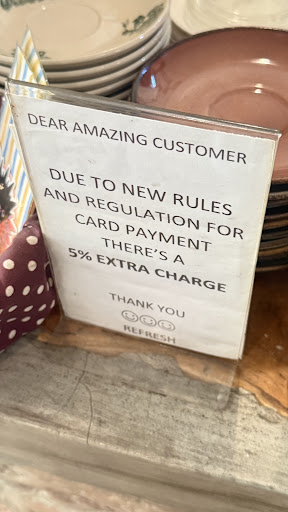 DEAR AMAZING CUSTOMER
DUE TO NEW RULES
AND REGULATION FOR
CARD PAYMENT
THERE'S A
5% EXTRA CHARGE
THANK YOU
☺☺☺
REFRESH